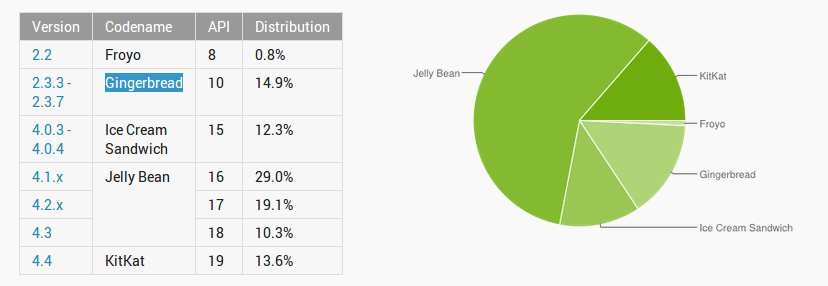 Version Codename API Distribution
2.2 Froyo 8 0.8%
2.3.3 - Gingerbread 10 14.9%
2.3.7
4.0.3 - Ice Cream 15 12.3%
4.0.4 Sandwich
4.1.x Jelly Bean 16 29.0%
4.2.x 17 19.1%
4.3 18 10.3%
4.4 KitKat 19 13.6%
Jelly Bean
KitKat
Froyo
Gingerbread
Ice Cream Sandwich